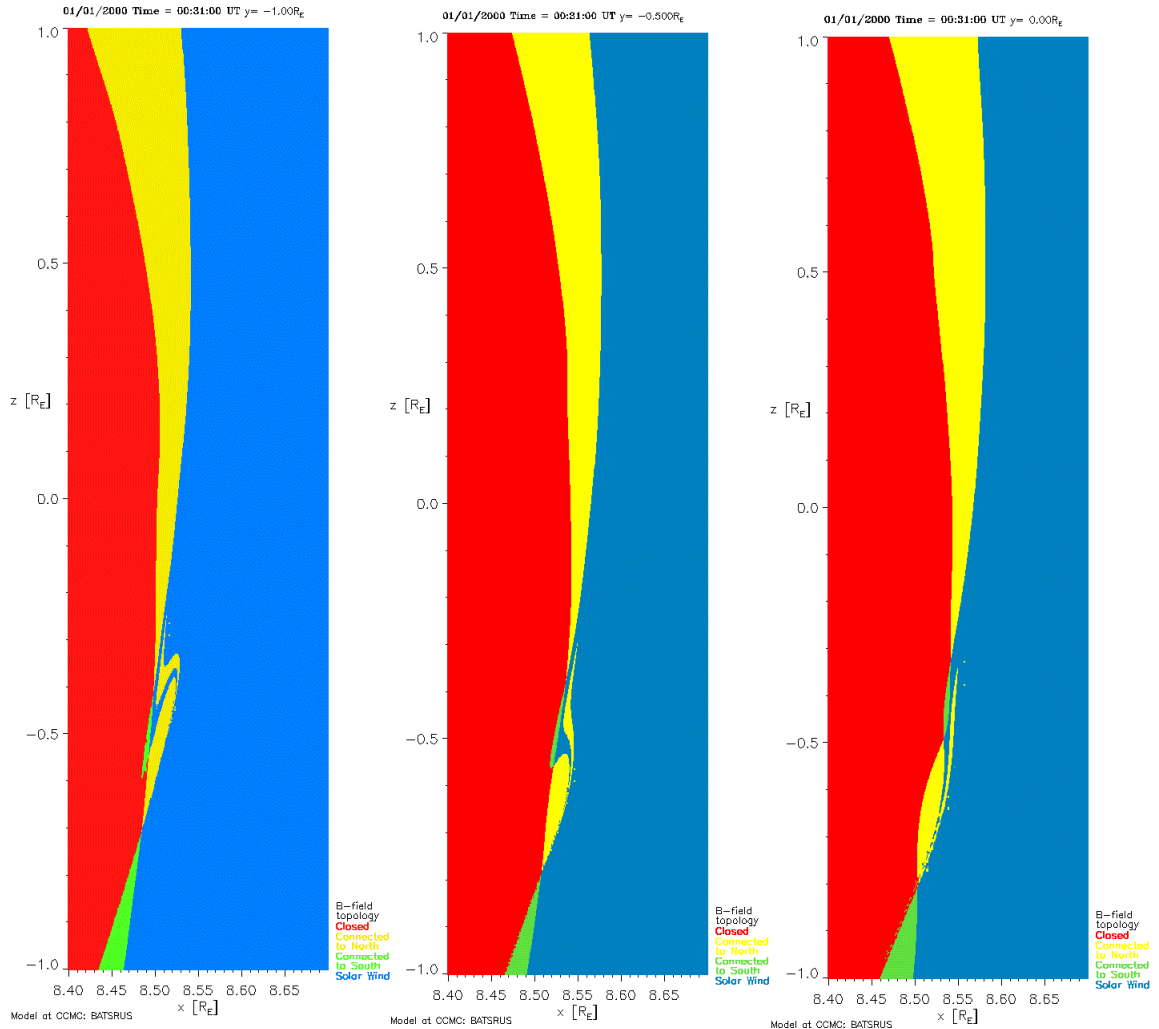 01/01/2000 Time = 00:31:00 UT y= -1.00R_E
1.0
0.5
0.0
-0.5
-1.0
z [R_E]
8.40 8.45 8.50 8.55 8.60 8.65
x [R_E]
B-field
topology
Closed
Connected
to North
Connected
to South
Solar Wind
Model at CCMC: BATSRUS
01/01/2000 Time = 00:21:00 UT y= -0.500R_E
1.0
0.5
0.0
-0.5
-1.0
z [R_E]
8.40 8.45 8.50 8.55 8.60 8.65
x [R_E]
B-field
topology
Closed
Connected
to North
Connected
to South
Solar Wind
Model at CCMC: BATSRUS
01/01/2000 Time = 00:31:00 UT y= 0.00R_E
1.0
0.5
0.0
-0.5
-1.0
z [R_E]
8.40 8.45 8.50 8.55 8.60 8.65
x [R_E]
B-field
topology
Closed
Connected
to North
Connected
to South
Solar Wind
Model at CCMC: BATSRUS